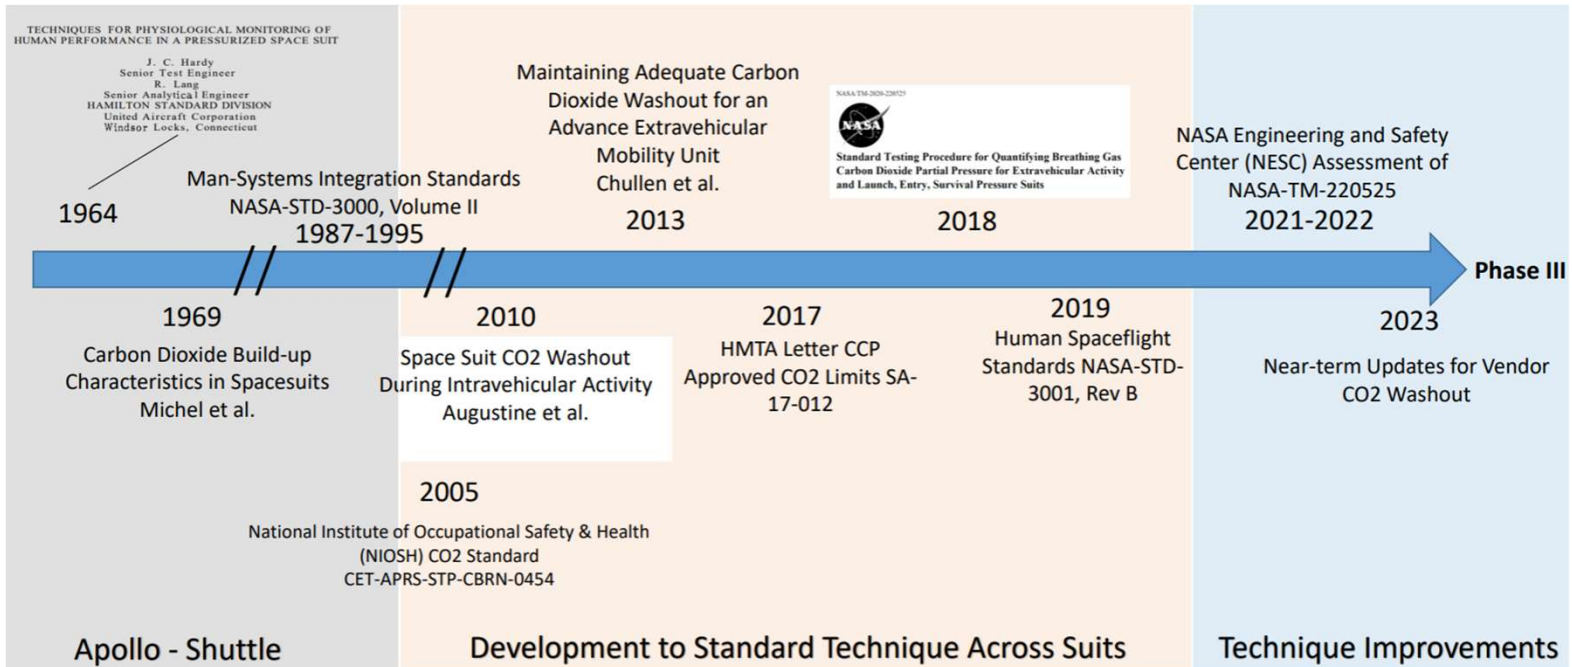 TECHNIQUES FOR PHYSIOLOGICAL MONITORING OF
HUMAN PERFORMANCE IN A PRESSURIZED SPACE SUIT
J. C. Hardy
Senior Test Engineer
R. Lang
Senior Analytical Engineer
HAMILTON STANDARD DIVISION
United Aircraft Corporation
Windsor Locks, Connecticut
1964
Man-Systems Integration Standards
NASA-STD-3000, Volume II
1987-1995
Maintaining Adequate Carbon
Dioxide Washout for an
Advance Extravehicular
Mobility Unit
Chullen et al.
2013
NASA/TM-2020-220525
NASA
Standard Testing Procedure for Quantifying Breathing Gas
Carbon Dioxide Partial Pressure for Extravehicular Activity
and Launch, Entry, Survival Pressure Suits
2018
NASA Engineering and Safety
Center (NESC) Assessment of
NASA-TM-220525
2021-2022
Phase III
1969
Carbon Dioxide Build-up
Characteristics in Spacesuits
Michel et al.
2010
Space Suit CO2 Washout
During Intravehicular Activity
Augustine et al.
2005
National Institute of Occupational Safety & Health
(NIOSH) CO2 Standard
CET-APRS-STP-CBRN-0454
2017
HMTA Letter CCP
Approved CO2 Limits SA-
17-012
2019
Human Spaceflight
Standards NASA-STD-
3001, Rev B
2023
Near-term Updates for Vendor
CO2 Washout
Apollo - Shuttle
Development to Standard Technique Across Suits
Technique Improvements